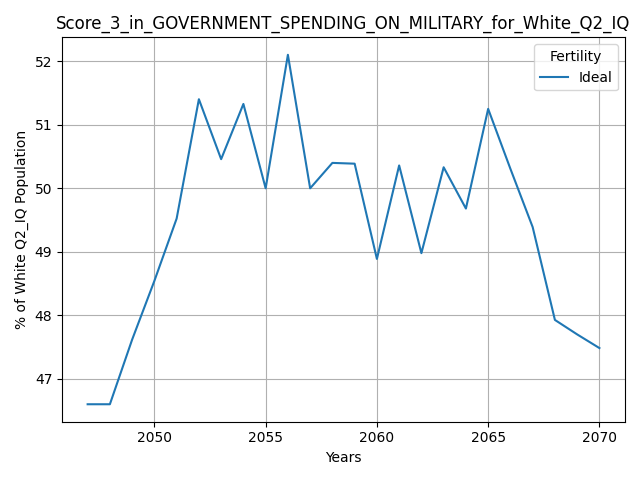 Score_3_in_GOVERNMENT_SPENDING_ON_MILITARY_for_White_Q2_IQ
Fertility
Ideal
% of White Q2_IQ Population
52
51
50
49
48
47
2050 2055 2060 2065 2070
Years